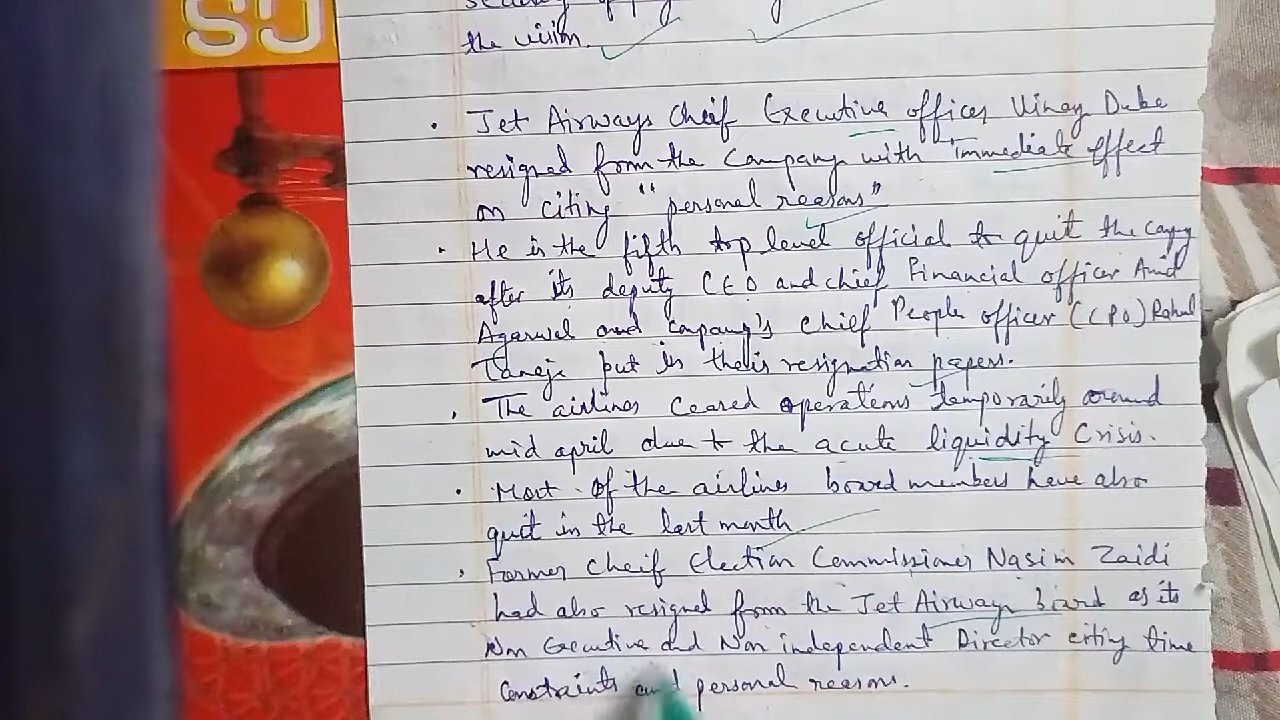 the vision.
• Jet Airways Cheif Executive officer Vinay Dube
resigned from the Company with immediate effect
on citing "personal reasons"
• He is the fifth top level official to quit the
after its deputy CEO and chief Financial officer Amit
Agarwal and chief People officer (CPO) Rahul
Taneja put in their resignation papers.
• The airlines ceased operations temporarily around
mid april due to the acute liquidity Crisis.
• Most of the airlines board members have also
quit in the last month
• Former Cheif Election Commissioner Nasim Zaidi
had also resigned from the Jet Airways board as its
Non Executive and Non independent Director citing time
Constraints and personal reasons.